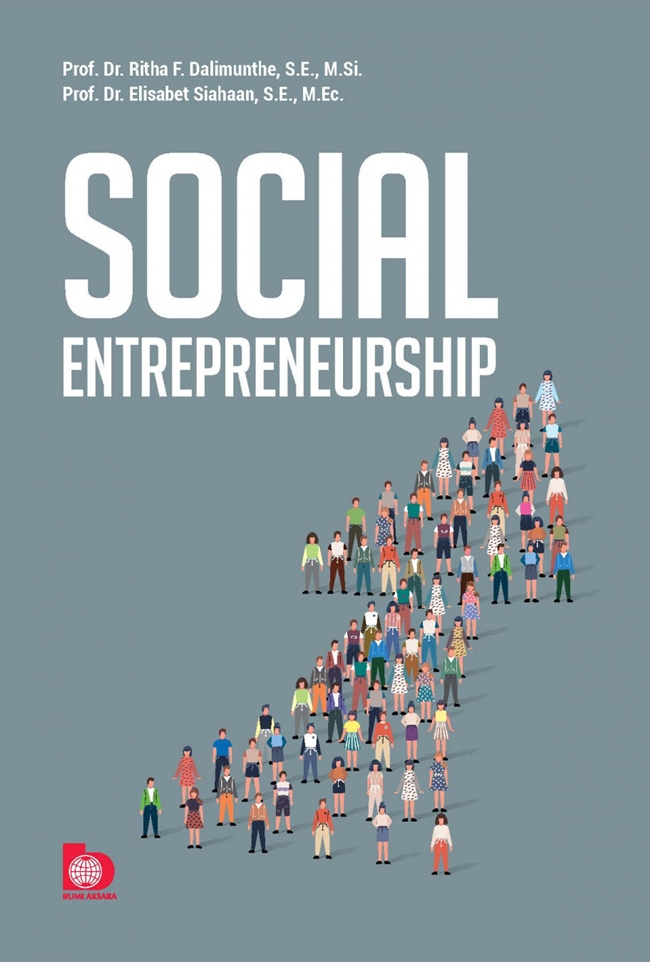 Prof. Dr. Ritha F. Dalimunthe, S.E., M.Si.
Prof. Dr. Elisabet Siahaan, S.E., M.Ec.
SOCIAL
ENTREPRENEURSHIP
BUMI AKSARA